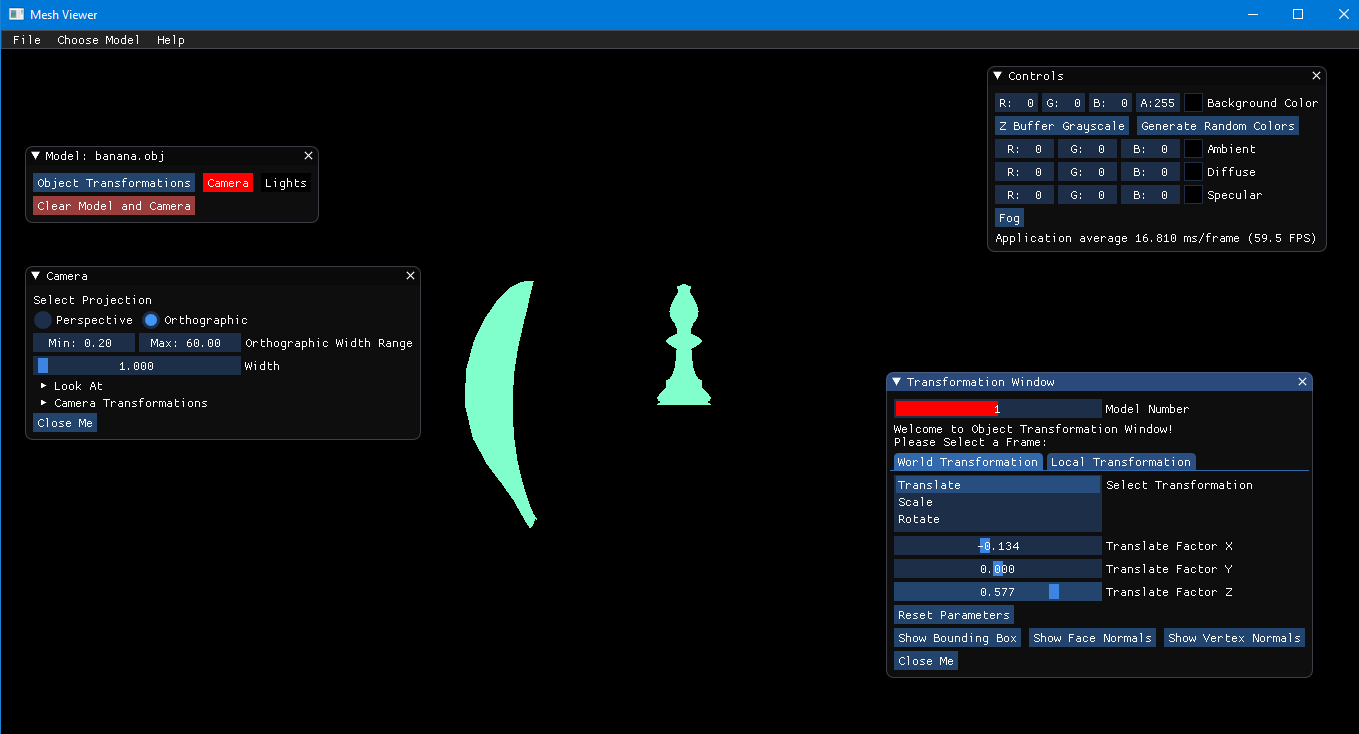 Mesh Viewer
File Choose Model Help
Model: banana.obj
Object Transformations Camera Lights
Clear Model and Camera
Camera
Select Projection
Perspective Orthographic
Min: 0.20 Max: 60.00 Orthographic Width Range
1.000 Width
Look At
Camera Transformations
Close Me
Controls
R: 0 G: 0 B: 0 A:255 Background Color
Z Buffer Grayscale Generate Random Colors
R: 0 G: 0 B: 0 Ambient
R: 0 G: 0 B: 0 Diffuse
R: 0 G: 0 B: 0 Specular
Fog
Application average 16.810 ms/frame (59.5 FPS)
Transformation Window
1 Model Number
Welcome to Object Transformation Window!
Please Select a Frame:
World Transformation Local Transformation
Translate Select Transformation
Scale
Rotate
-0.134 Translate Factor X
0.000 Translate Factor Y
0.577 Translate Factor Z
Reset Parameters
Show Bounding Box Show Face Normals Show Vertex Normals
Close Me